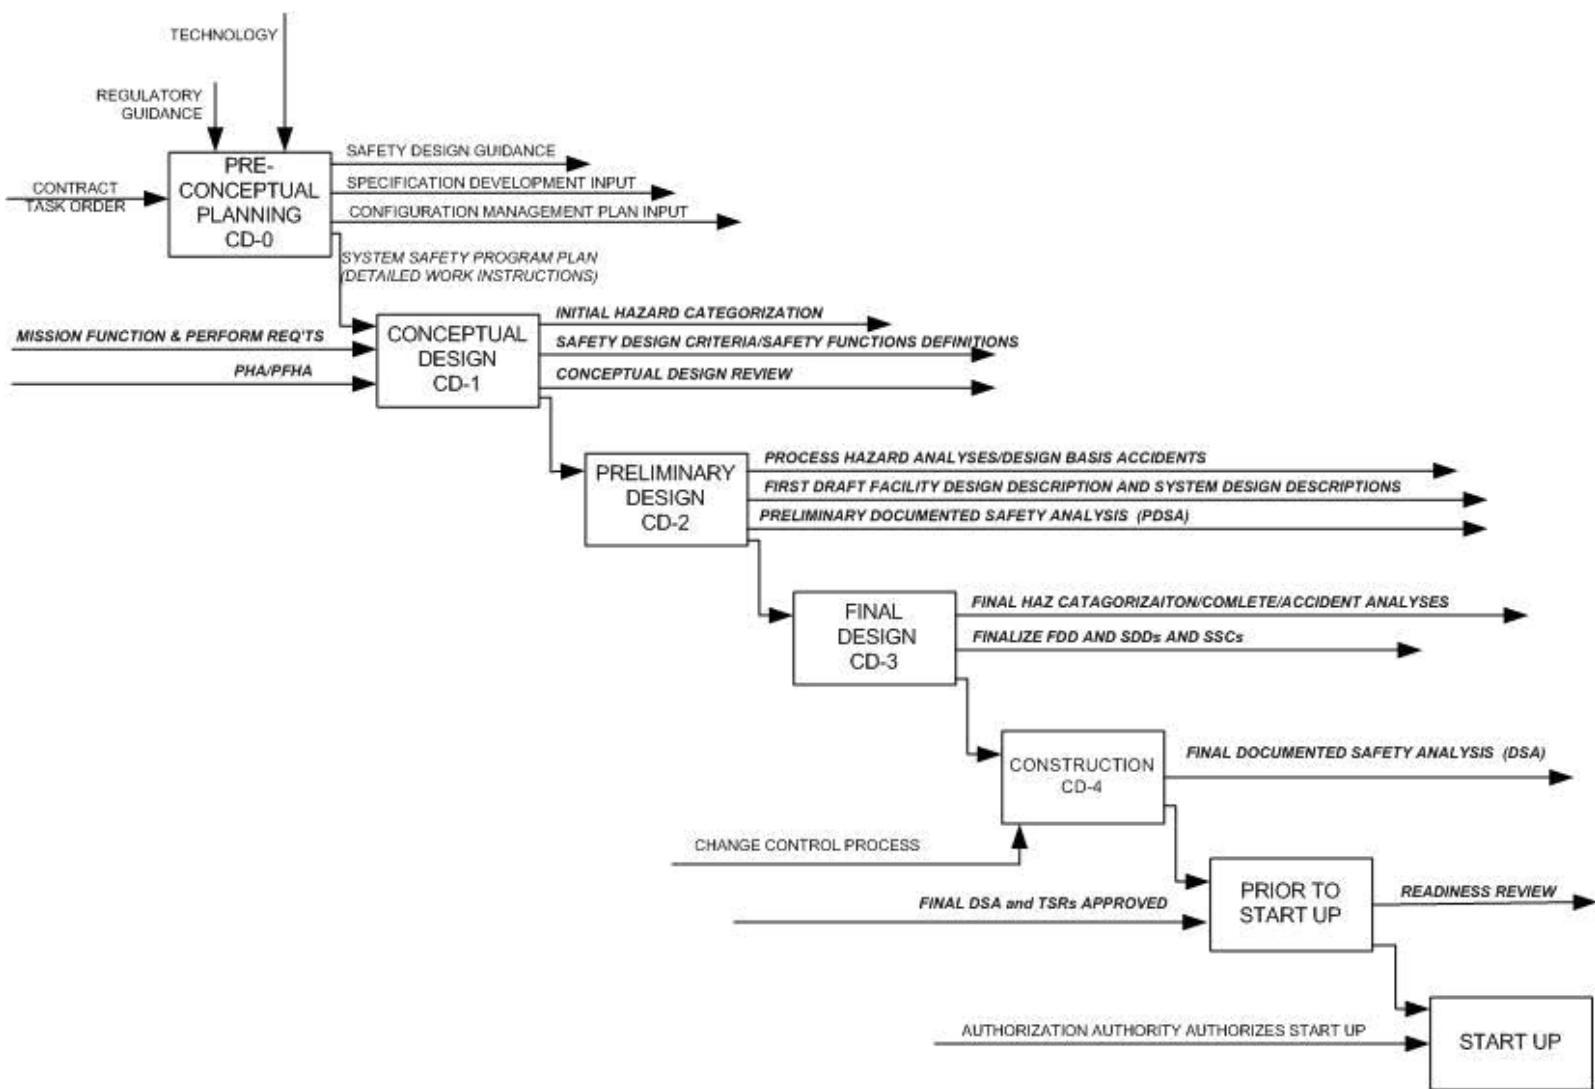 TECHNOLOGY
REGULATORY
GUIDANCE
CONTRACT
TASK ORDER
PRE-
CONCEPTUAL
PLANNING
CD-0
SAFETY DESIGN GUIDANCE
SPECIFICATION DEVELOPMENT INPUT
CONFIGURATION MANAGEMENT PLAN INPUT
SYSTEM SAFETY PROGRAM PLAN
(DETAILED WORK INSTRUCTIONS)
MISSION FUNCTION & PERFORM REQ'TS
PHA/PFHA
CONCEPTUAL
DESIGN
CD-1
INITIAL HAZARD CATEGORIZATION
SAFETY DESIGN CRITERIA/SAFETY FUNCTIONS DEFINITIONS
CONCEPTUAL DESIGN REVIEW
PRELIMINARY
DESIGN
CD-2
PROCESS HAZARD ANALYSES/DESIGN BASIS ACCIDENTS
FIRST DRAFT FACILITY DESIGN DESCRIPTION AND SYSTEM DESIGN DESCRIPTIONS
PRELIMINARY DOCUMENTED SAFETY ANALYSIS (PDSA)
FINAL
DESIGN
CD-3
FINAL HAZ CATAGORIZAITON/COMLETE/ACCIDENT ANALYSES
FINALIZE FDD AND SDDs AND SSCs
CONSTRUCTION
CD-4
FINAL DOCUMENTED SAFETY ANALYSIS (DSA)
CHANGE CONTROL PROCESS
FINAL DSA and TSRs APPROVED
PRIOR TO
START UP
READINESS REVIEW
AUTHORIZATION AUTHORITY AUTHORIZES START UP
START UP